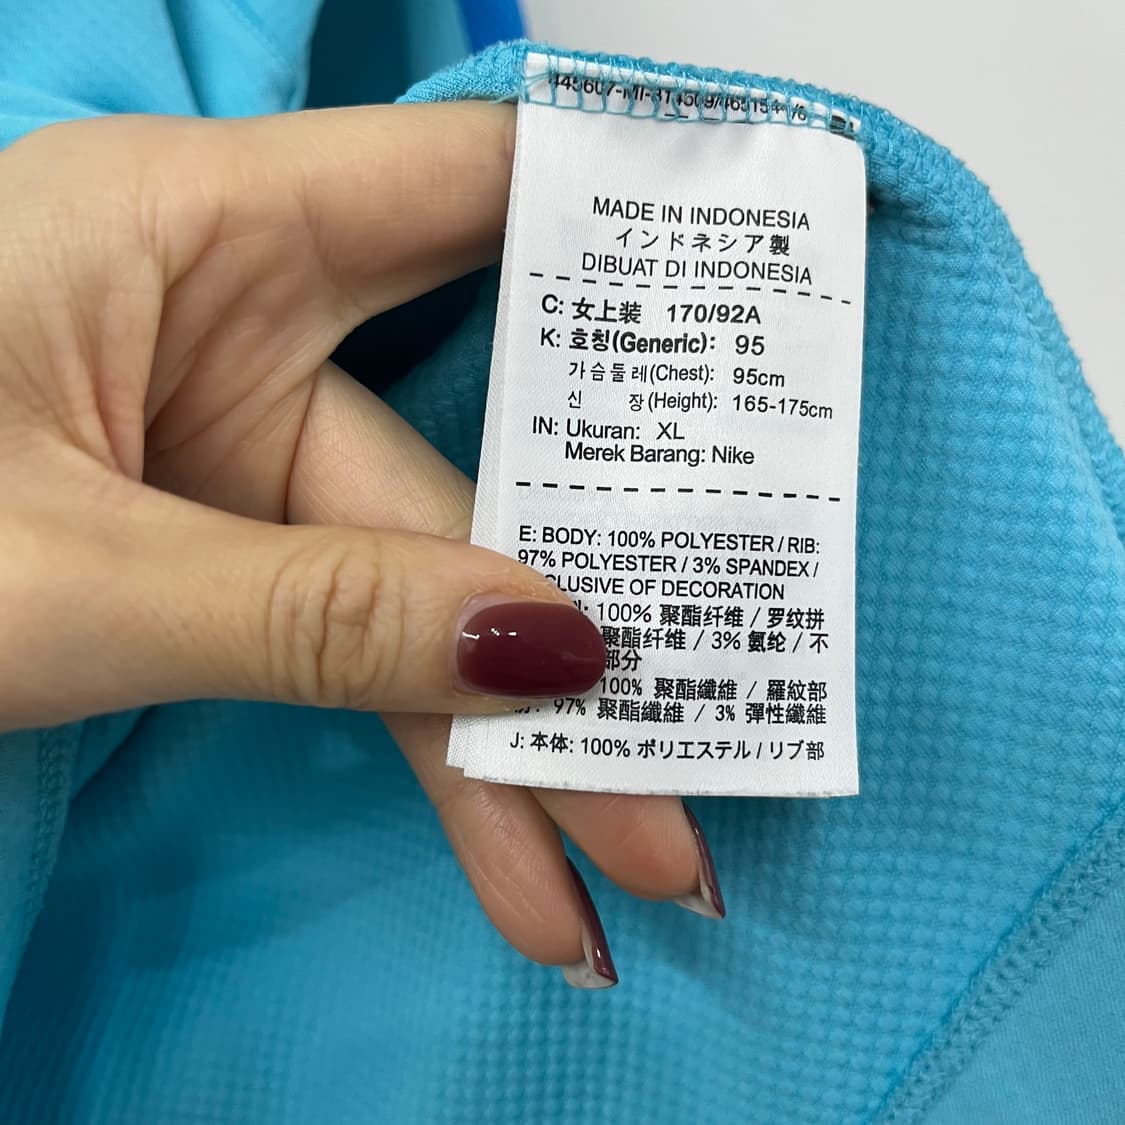 MADE IN INDONESIA
インドネシア製
DIBUAT DI INDONESIA
C: 女上装 170/92A
K: 호칭(Generic): 95
가슴둘레(Chest): 95cm
신 장(Height): 165-175cm
IN: Ukuran: XL
Merek Barang: Nike
E: BODY: 100% POLYESTER / RIB:
97% POLYESTER / 3% SPANDEX /
CLUSIVE OF DECORATION
: 100% 聚酯纤维 / 罗纹拼
聚酯纤维 / 3% 氨纶 / 不
部分
100% 聚酯纖維 / 羅紋部
: 97% 聚酯纖維 / 3% 彈性纖維
J: 本体: 100% ポリエステル / リブ部